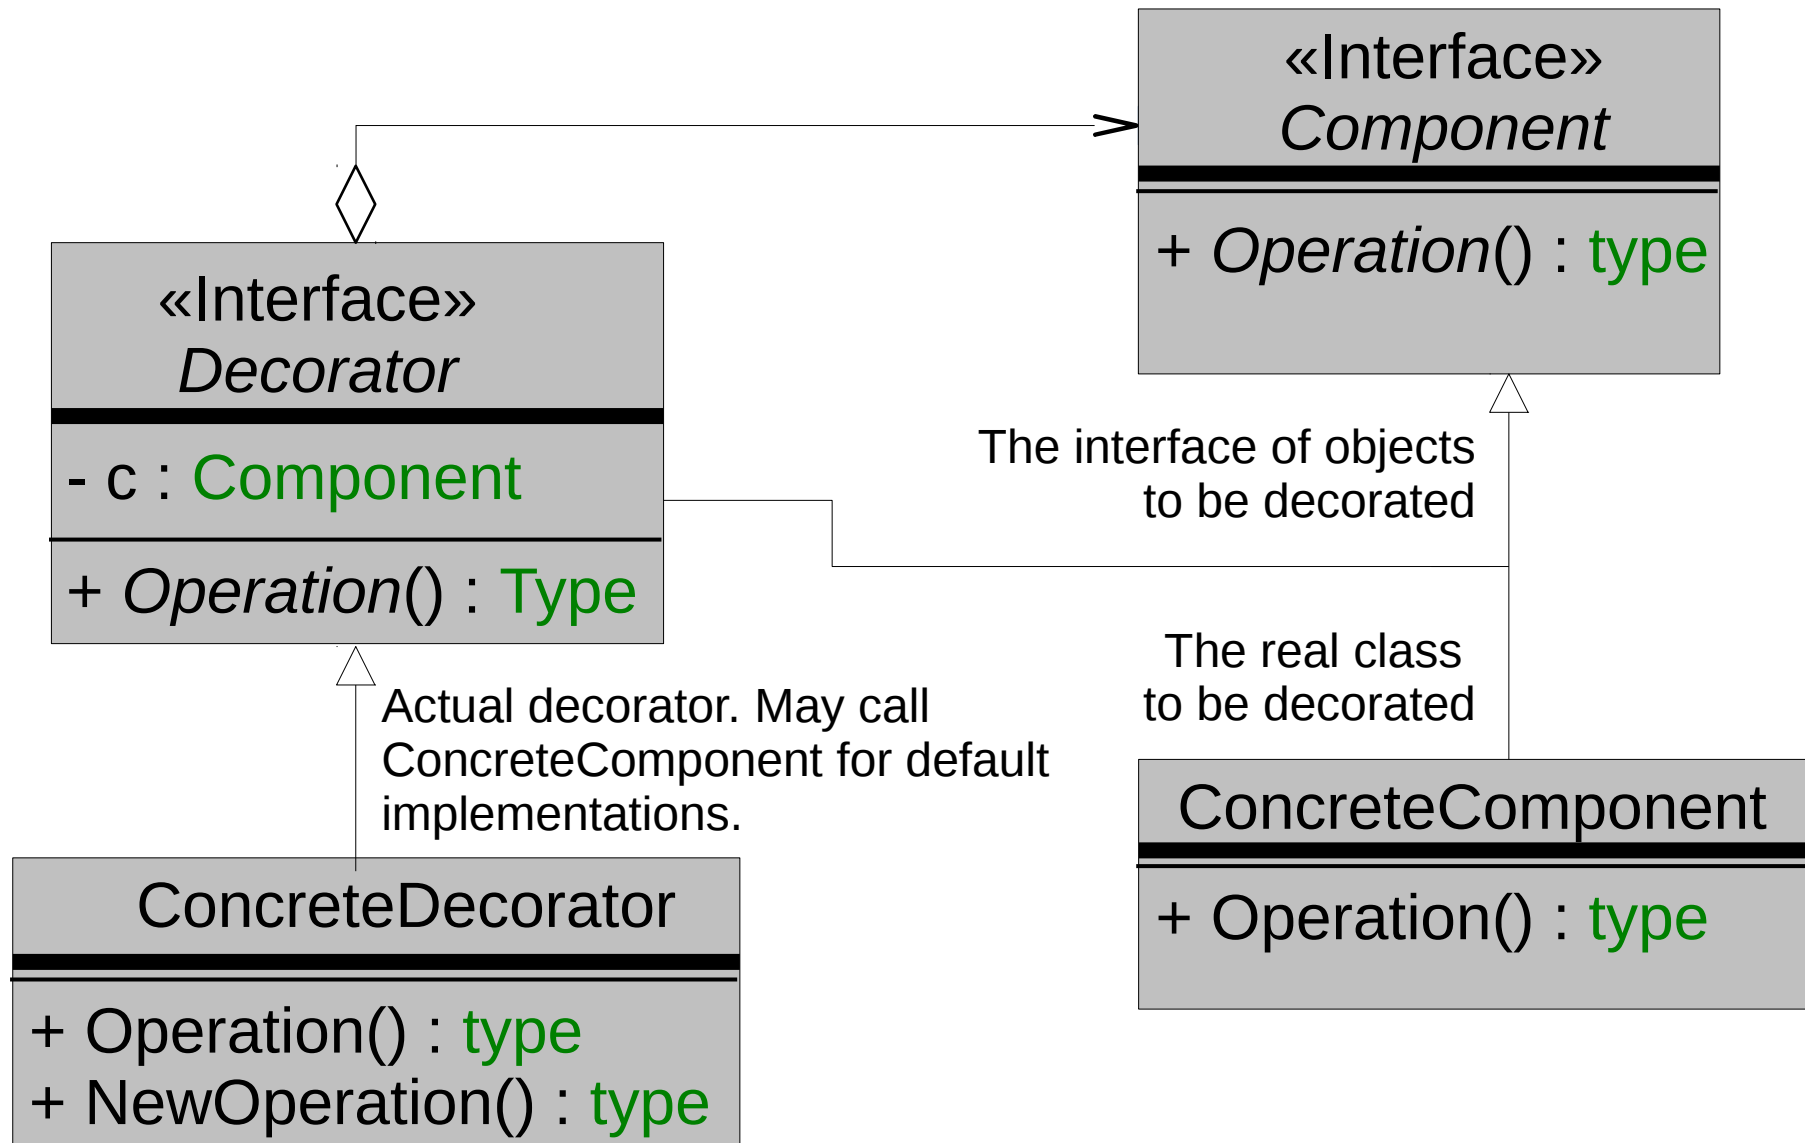 «Interface»
Component
+ Operation() : type
«Interface»
Decorator
- c : Component
+ Operation() : Type
The interface of objects
to be decorated
The real class
to be decorated
Actual decorator. May call
ConcreteComponent for default
implementations.
ConcreteComponent
+ Operation() : type
ConcreteDecorator
+ Operation() : type
+ NewOperation() : type